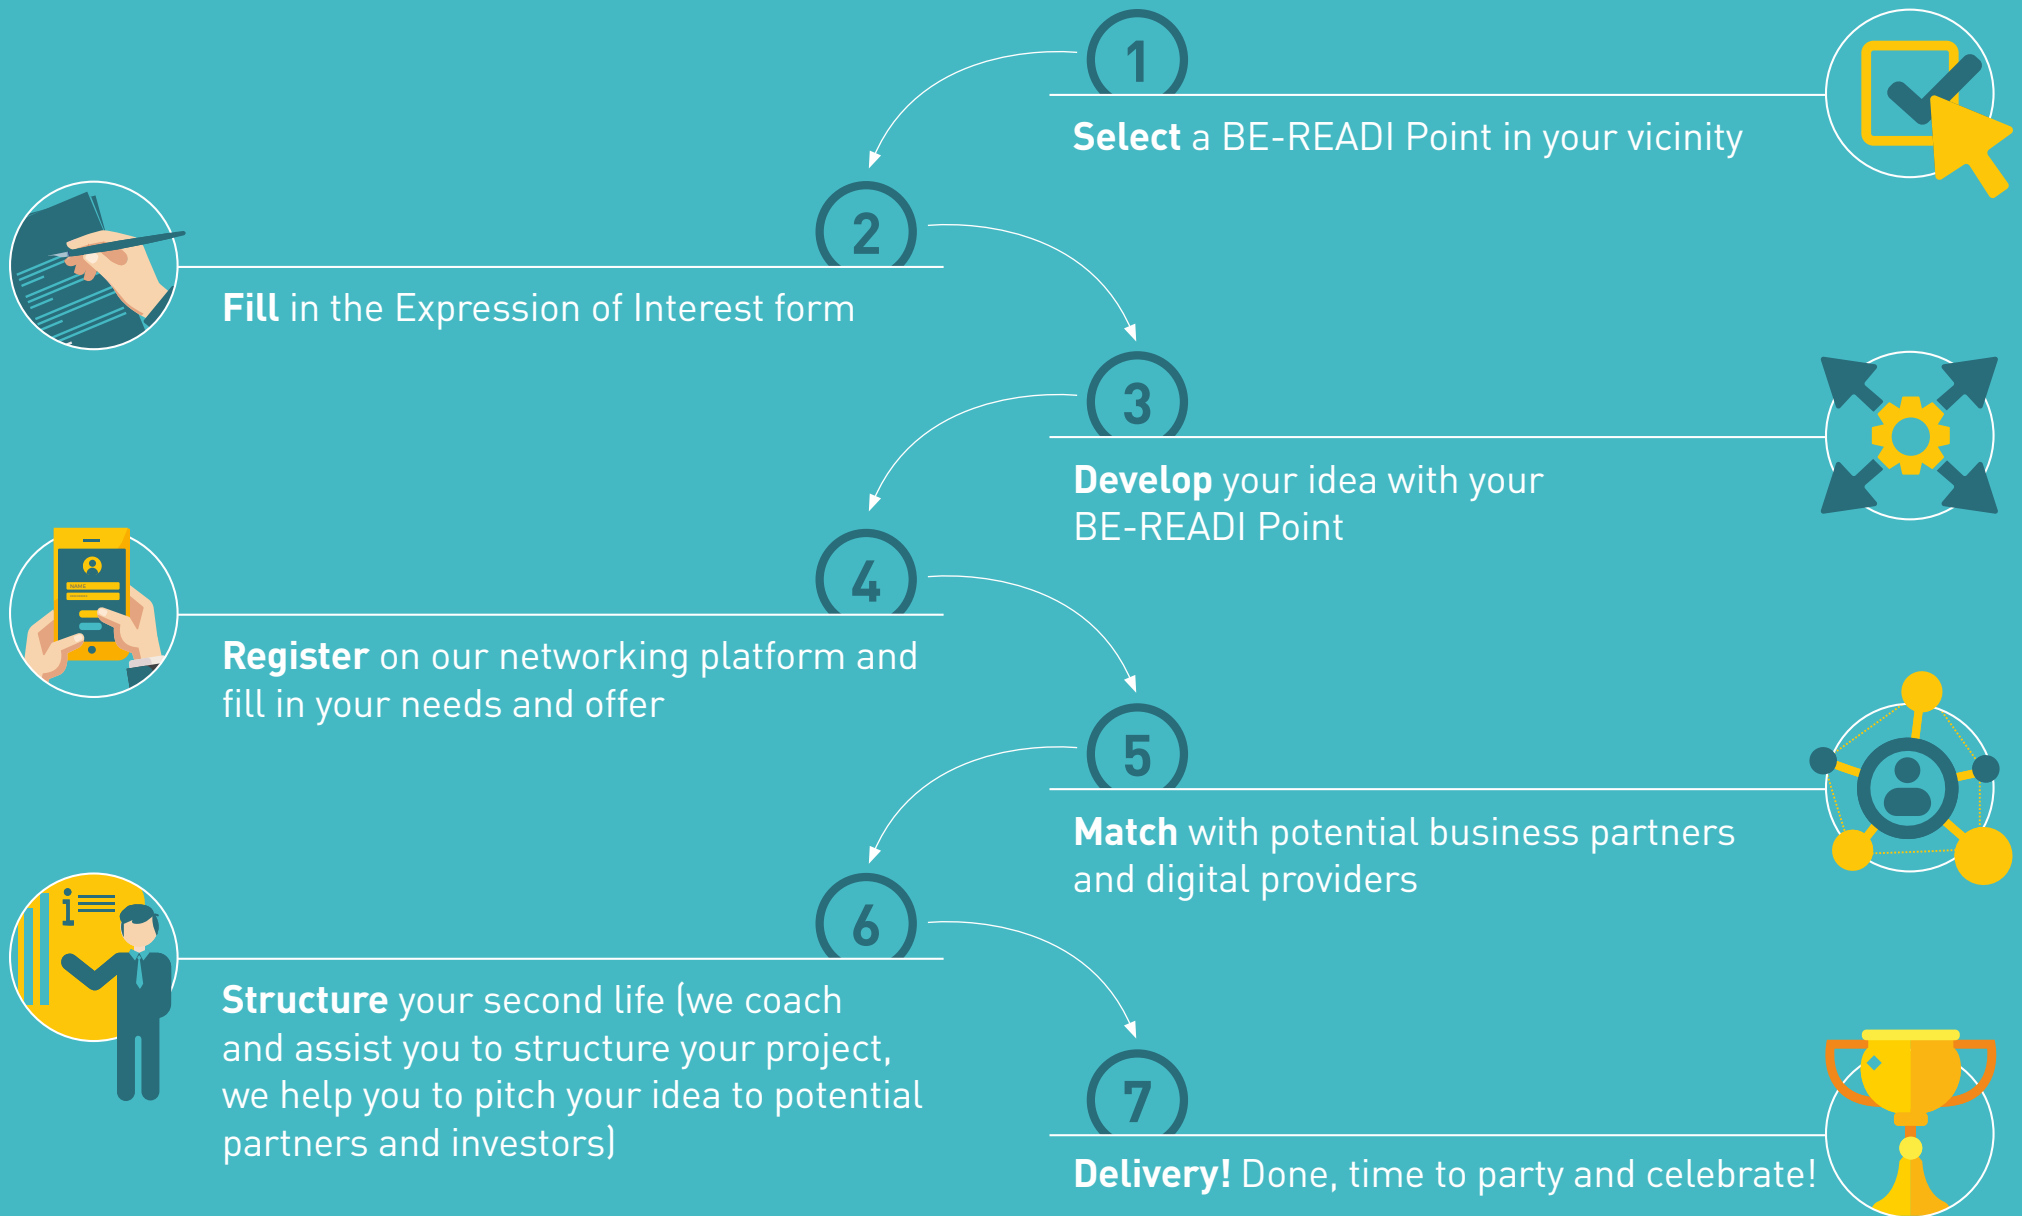 1
Select a BE-READI Point in your vicinity
2
Fill in the Expression of Interest form
3
Develop your idea with your
BE-READI Point
4
NAME
Register on our networking platform and
fill in your needs and offer
5
Match with potential business partners
and digital providers
6
i
Structure your second life (we coach
and assist you to structure your project,
we help you to pitch your idea to potential
partners and investors)
7
Delivery! Done, time to party and celebrate!